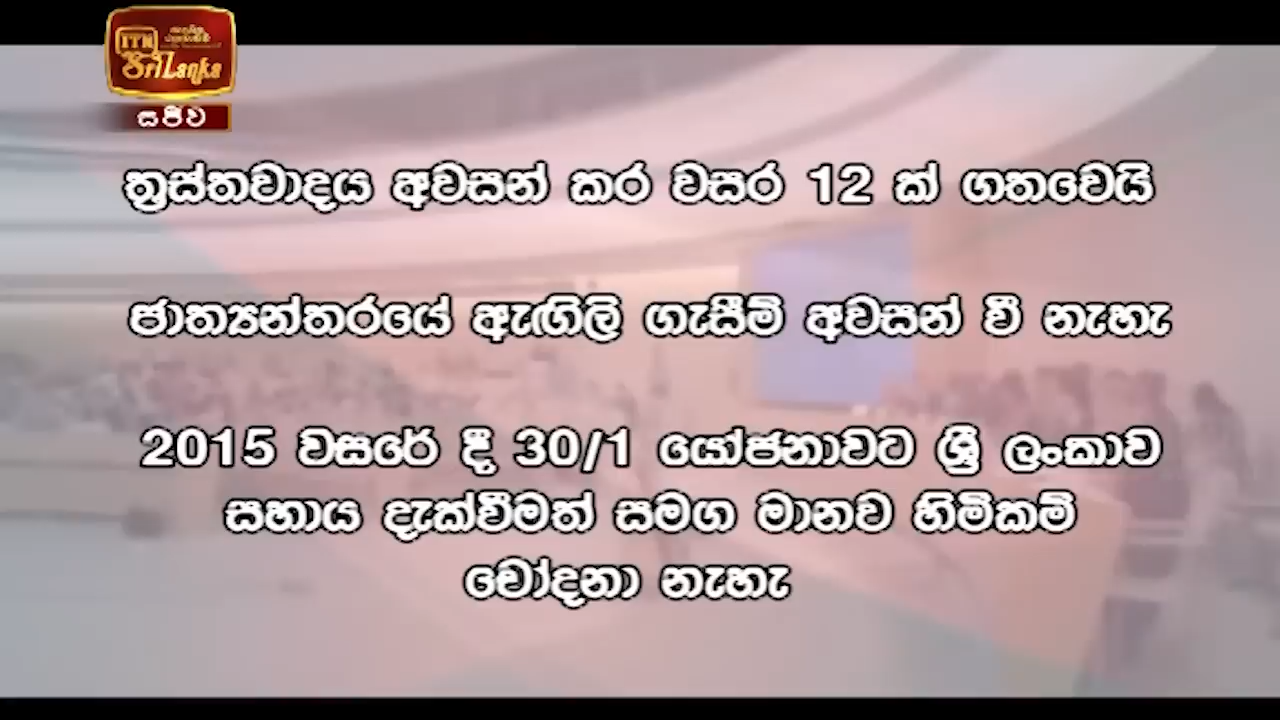 ITN
Sri Lanka
සජීව
ත්‍රස්තවාදය අවසන් කර වසර 12 ක් ගතවෙයි
ජාත්‍යන්තරයේ ඇඟිලි ගැසීම් අවසන් වී නැහැ
2015 වසරේ දී 30/1 යෝජනාවට ශ්‍රී ලංකාව
සහාය දැක්වීමත් සමග මානව හිමිකම්
චෝදනා නැහැ